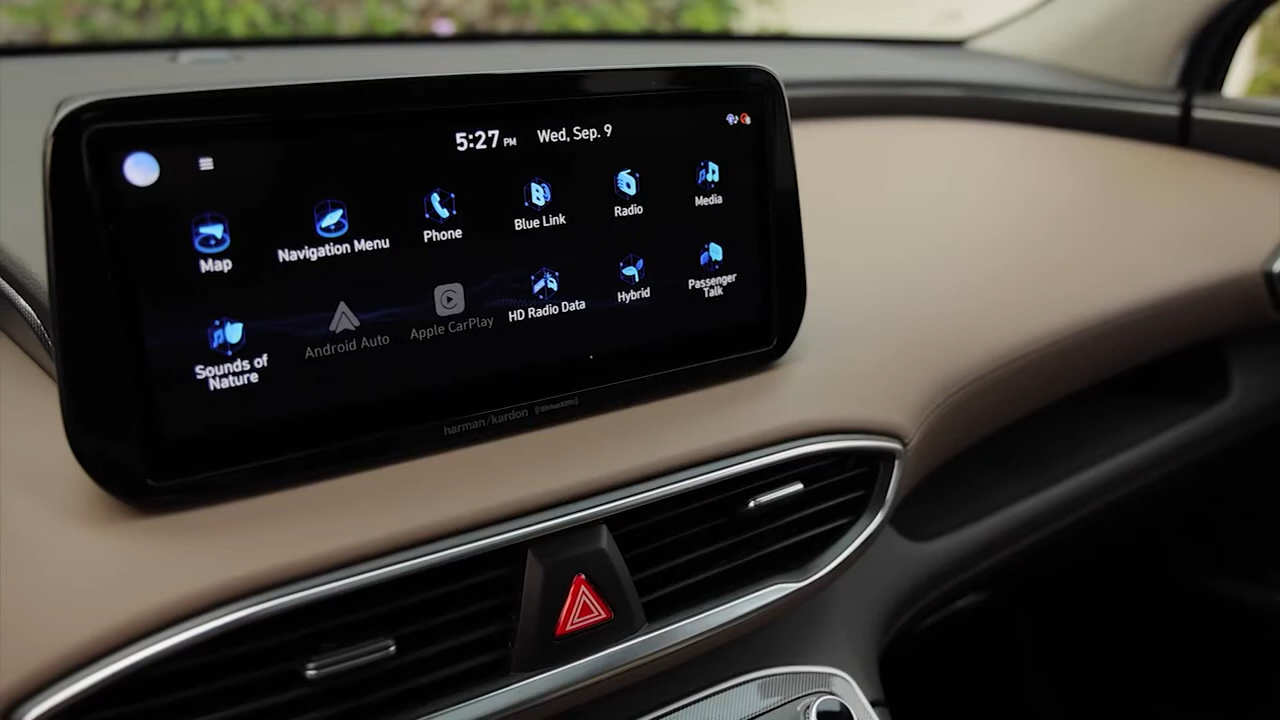 5:27 PM Wed, Sep. 9
Map
Navigation Menu
Phone
Blue Link
Radio
Media
Sounds of
Nature
Android Auto
Apple CarPlay
HD Radio Data
Hybrid
Passenger
Talk
harman/kardon